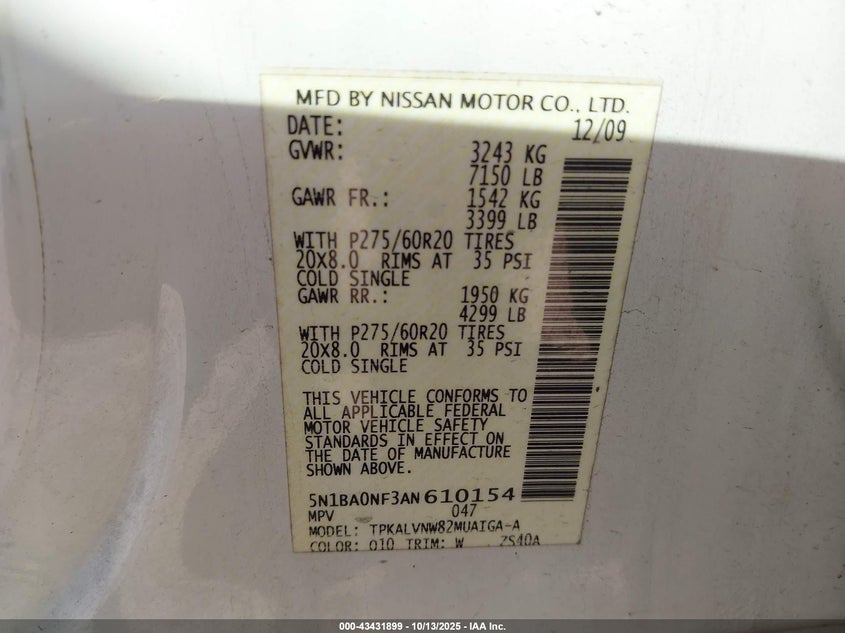 MFD BY NISSAN MOTOR CO., LTD.
DATE: 12/09
GVWR: 3243 KG
7150 LB
GAWR FR.: 1542 KG
3399 LB
WITH P275/60R20 TIRES
20X8.0 RIMS AT 35 PSI
COLD SINGLE
GAWR RR.: 1950 KG
4299 LB
WITH P275/60R20 TIRES
20X8.0 RIMS AT 35 PSI
COLD SINGLE
THIS VEHICLE CONFORMS TO
ALL APPLICABLE FEDERAL
MOTOR VEHICLE SAFETY
STANDARDS IN EFFECT ON
THE DATE OF MANUFACTURE
SHOWN ABOVE.
5N1BA0NF3AN610154
MPV 047
MODEL: TPKALVNW82MUAIGA-A
COLOR: 010 TRIM: W ZS40A
000-43431899 - 10/13/2025 - IAA Inc.